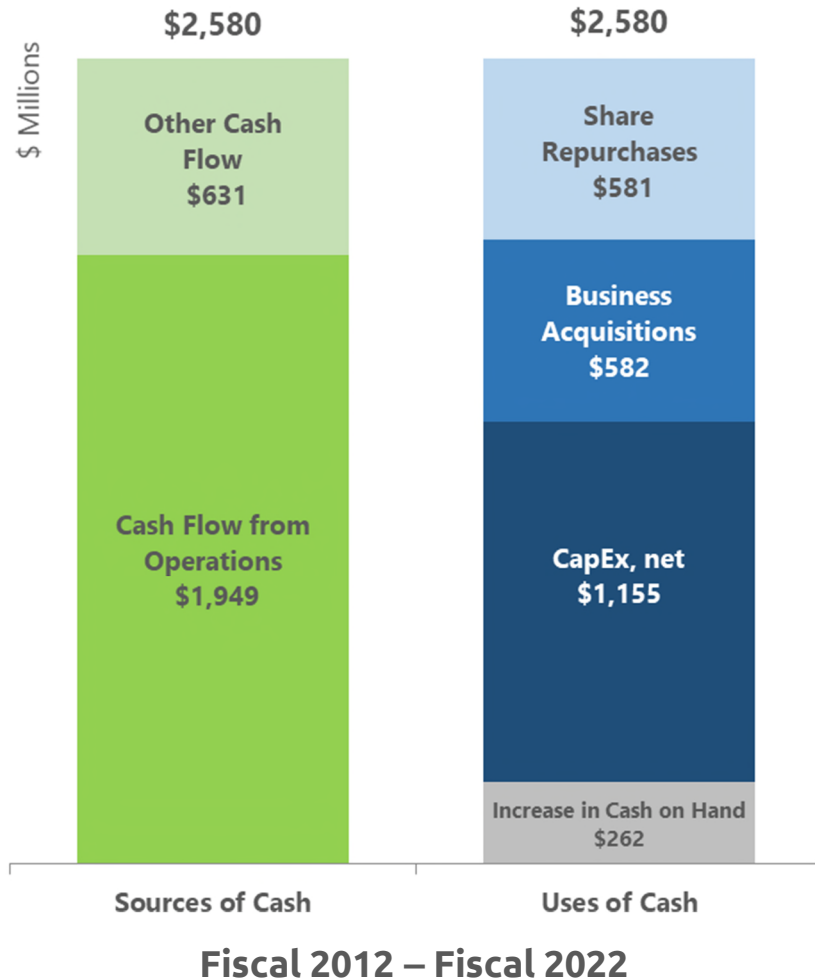 $ Millions
$2,580
Other Cash
Flow
$631
Cash Flow from
Operations
$1,949
$2,580
Share
Repurchases
$581
Business
Acquisitions
$582
CapEx, net
$1,155
Increase in Cash on Hand
$262
Sources of Cash
Uses of Cash
Fiscal 2012 – Fiscal 2022